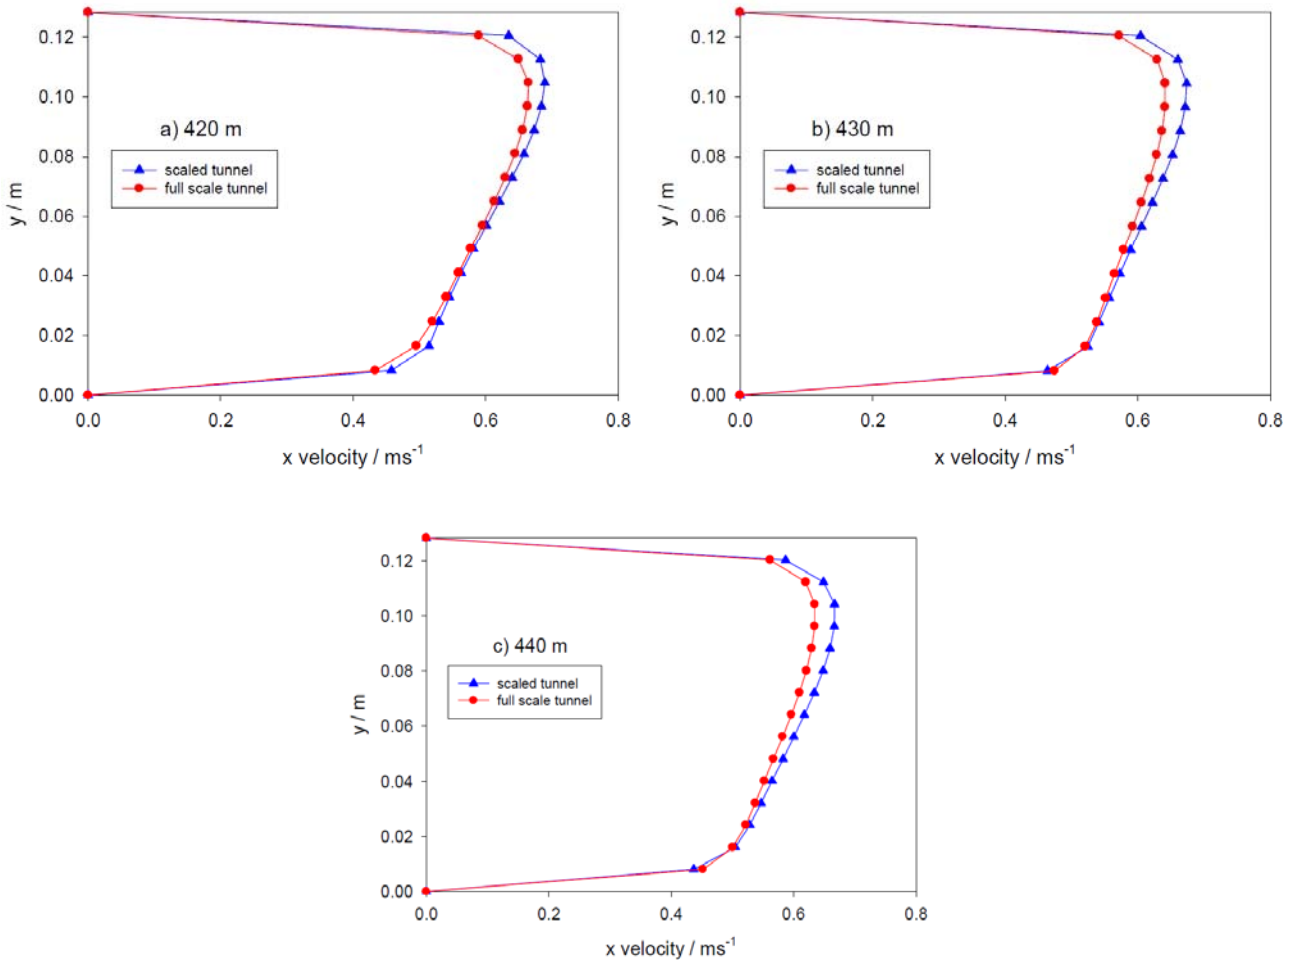 0.12
0.10
0.08
0.06
0.04
0.02
0.00
y / m
a) 420 m
scaled tunnel
full scale tunnel
0.0 0.2 0.4 0.6 0.8
x velocity / ms⁻¹
0.12
0.10
0.08
0.06
0.04
0.02
0.00
y / m
b) 430 m
scaled tunnel
full scale tunnel
0.0 0.2 0.4 0.6 0.8
x velocity / ms⁻¹
0.12
0.10
0.08
0.06
0.04
0.02
0.00
y / m
c) 440 m
scaled tunnel
full scale tunnel
0.0 0.2 0.4 0.6 0.8
x velocity / ms⁻¹